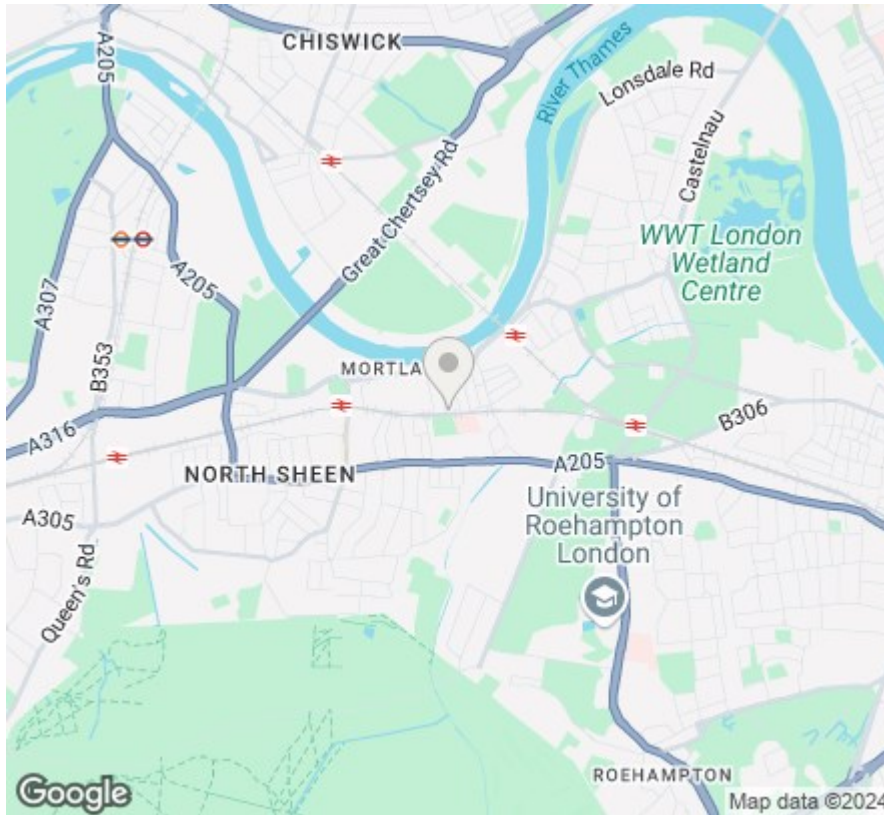 A205
CHISWICK
River Thames
Lonsdale Rd
Castelnau
Great Chertsey Rd
WWT London
Wetland
Centre
A205
A307
B353
MORTLA
A316
B306
NORTH SHEEN
A205
A305
University of
Roehampton
London
Queen's Rd
ROEHAMPTON
Google
Map data ©2024